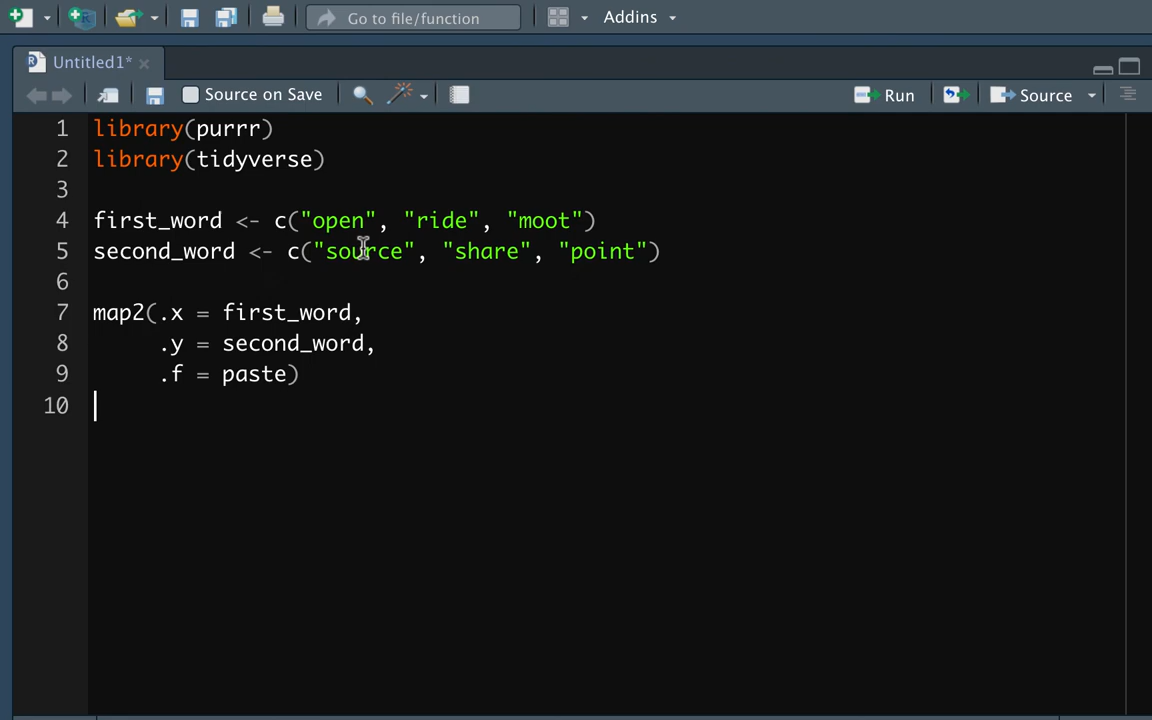 Go to file/function
Addins
Untitled1*
Source on Save
Run
Source
1 library(purrr)
2 library(tidyverse)
3
4 first_word <- c("open", "ride", "moot")
5 second_word <- c("source", "share", "point")
6
7 map2(.x = first_word,
8 .y = second_word,
9 .f = paste)
10